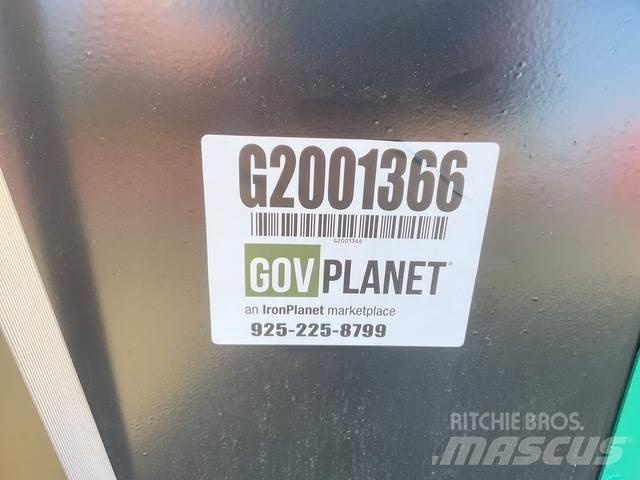 G2001366
G2001366
GOV PLANET®
an IronPlanet marketplace
925-225-8799
RITCHIE BROS.
MASCUS